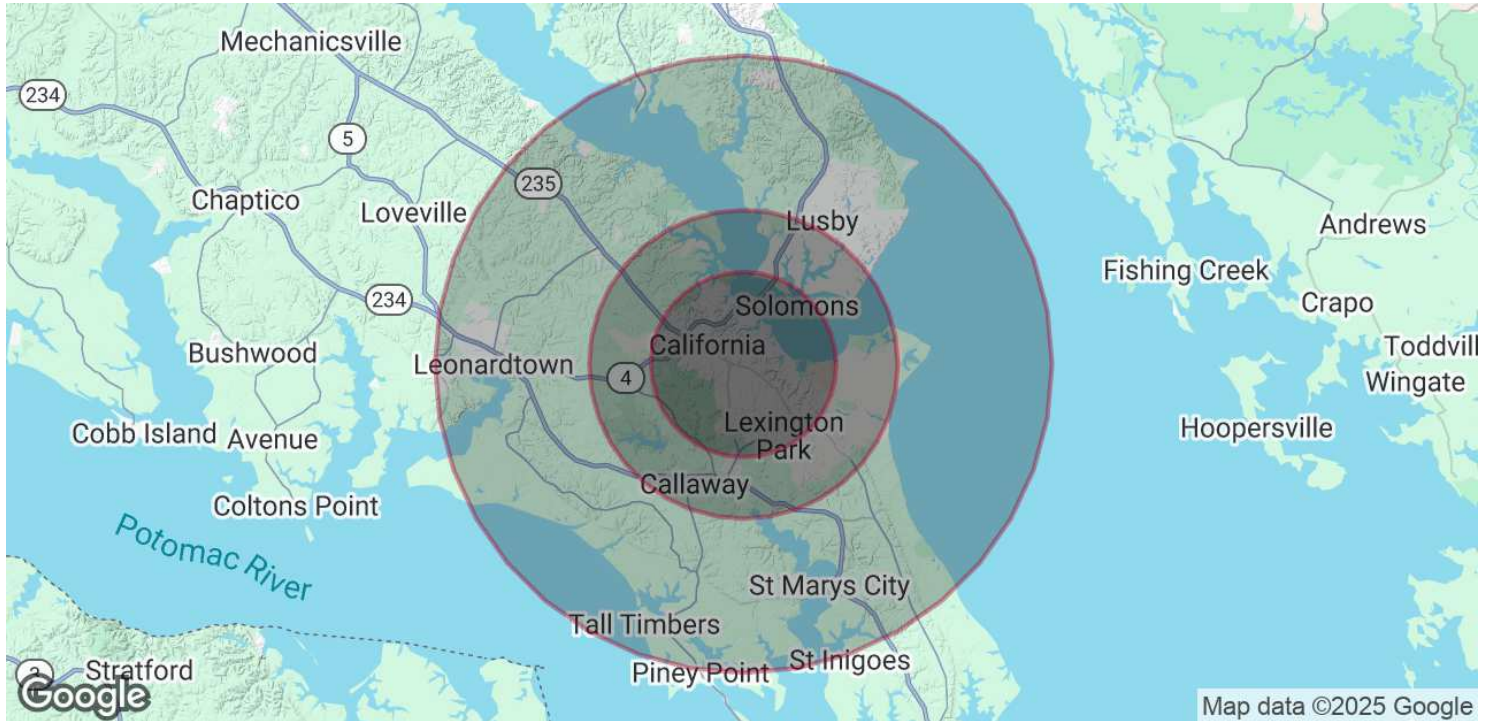 Mechanicsville
234
5
235
Chaptico
Loveville
Lusby
Andrews
Fishing Creek
234
Solomons
Crapo
Bushwood
California
Toddvil
Leonardtown
4
Wingate
Cobb Island
Avenue
Lexington
Park
Hoopersville
Callaway
Coltons Point
Potomac River
St Marys City
Tall Timbers
St Inigoes
Piney Point
3
Stratford
Google
Map data ©2025 Google